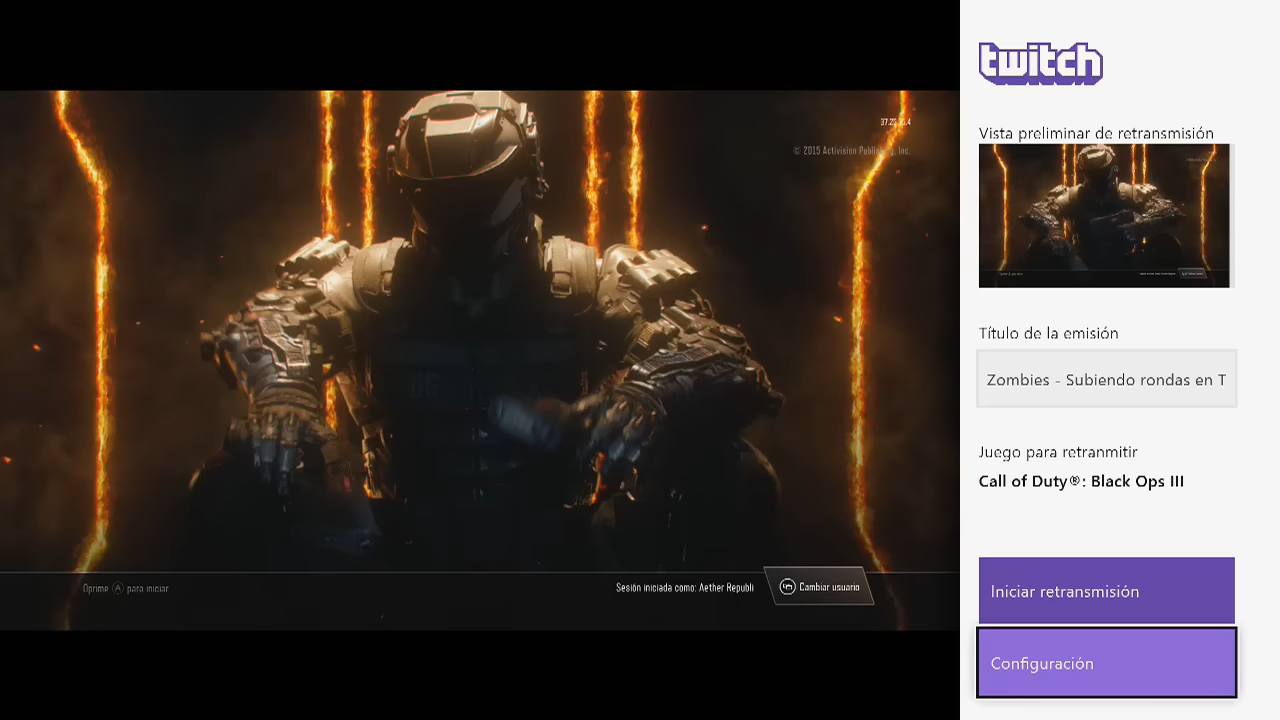 © 2015 Activision Publishing, Inc.
Oprime A para iniciar
Sesión iniciada como: Aether Republi
Cambiar usuario
twitch
Vista preliminar de retransmisión
Título de la emisión
Zombies - Subiendo rondas en T
Juego para retranmitir
Call of Duty®: Black Ops III
Iniciar retransmisión
Configuración